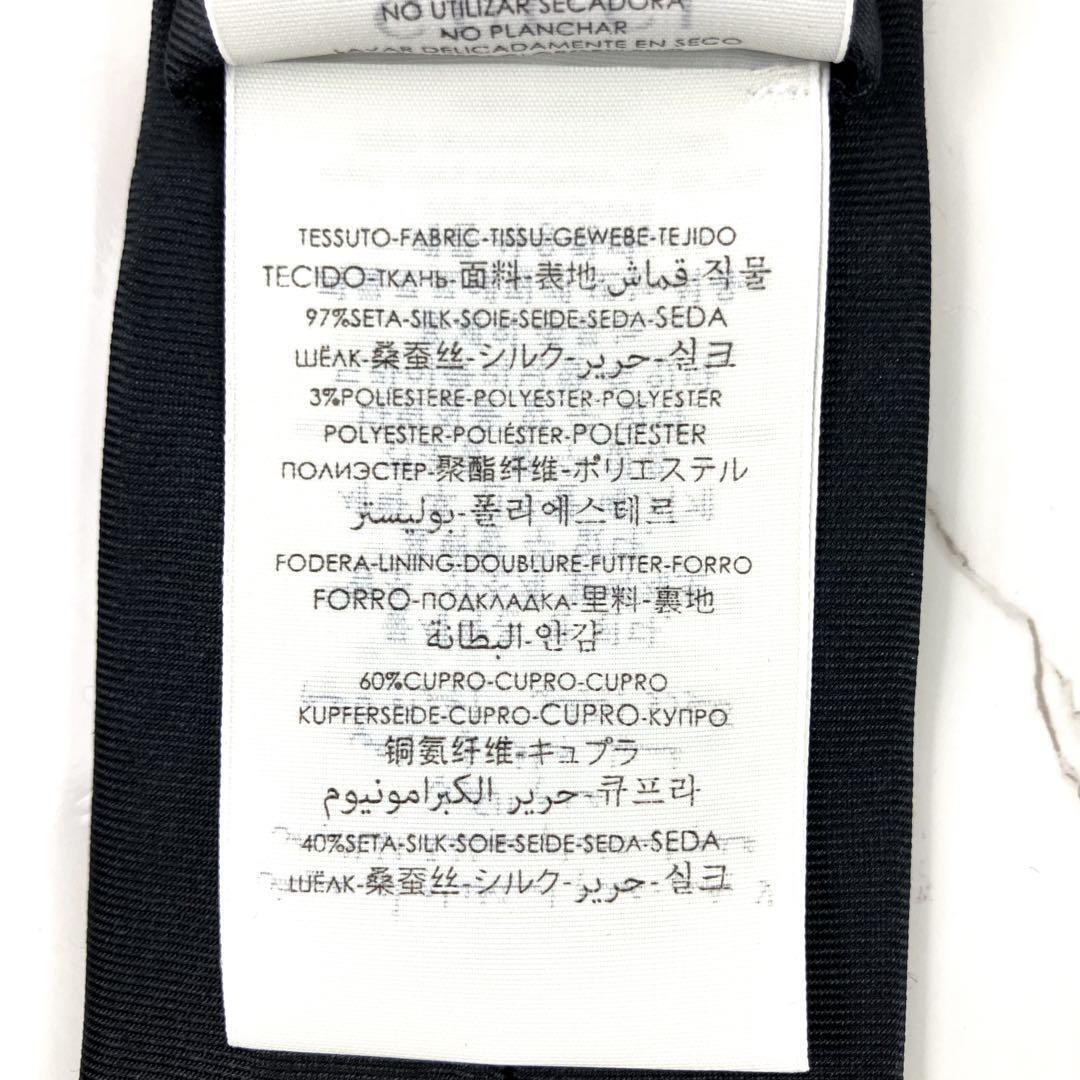 NO UTILIZAR SECADORA
NO PLANCHAR
LAVAR DELICADAMENTE EN SECO
TESSUTO-FABRIC-TISSU-GEWEBE-TEJIDO
TECIDO-ТКАНЬ-面料-表地-قماش-직물
97%SETA-SILK-SOIE-SEIDE-SEDA-SEDA
ШЁЛК-桑蚕丝-シルク-حرير-실크
3%POLIESTERE-POLYESTER-POLYESTER
POLYESTER-POLIÉSTER-POLIESTER
ПОЛИЭСТЕР-聚酯纤维-ポリエステル
بوليستر-폴리에스테르
FODERA-LINING-DOUBLURE-FUTTER-FORRO
FORRO-ПОДКЛАДКА-里料-裏地
البطانة-안감
60%CUPRO-CUPRO-CUPRO
KUPFERSEIDE-CUPRO-CUPRO-КУПРО
铜氨纤维-キュプラ
حرير الكبرامونيوم-큐프라
40%SETA-SILK-SOIE-SEIDE-SEDA-SEDA
ШЁЛК-桑蚕丝-シルク-حرير-실크